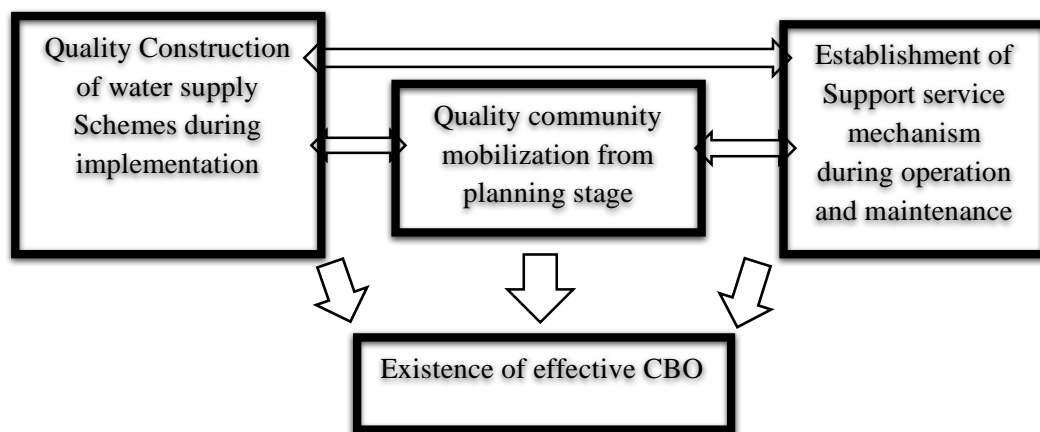 Quality Construction
of water supply
Schemes during
implementation
Quality community
mobilization from
planning stage
Establishment of
Support service
mechanism
during operation
and maintenance
Existence of effective CBO